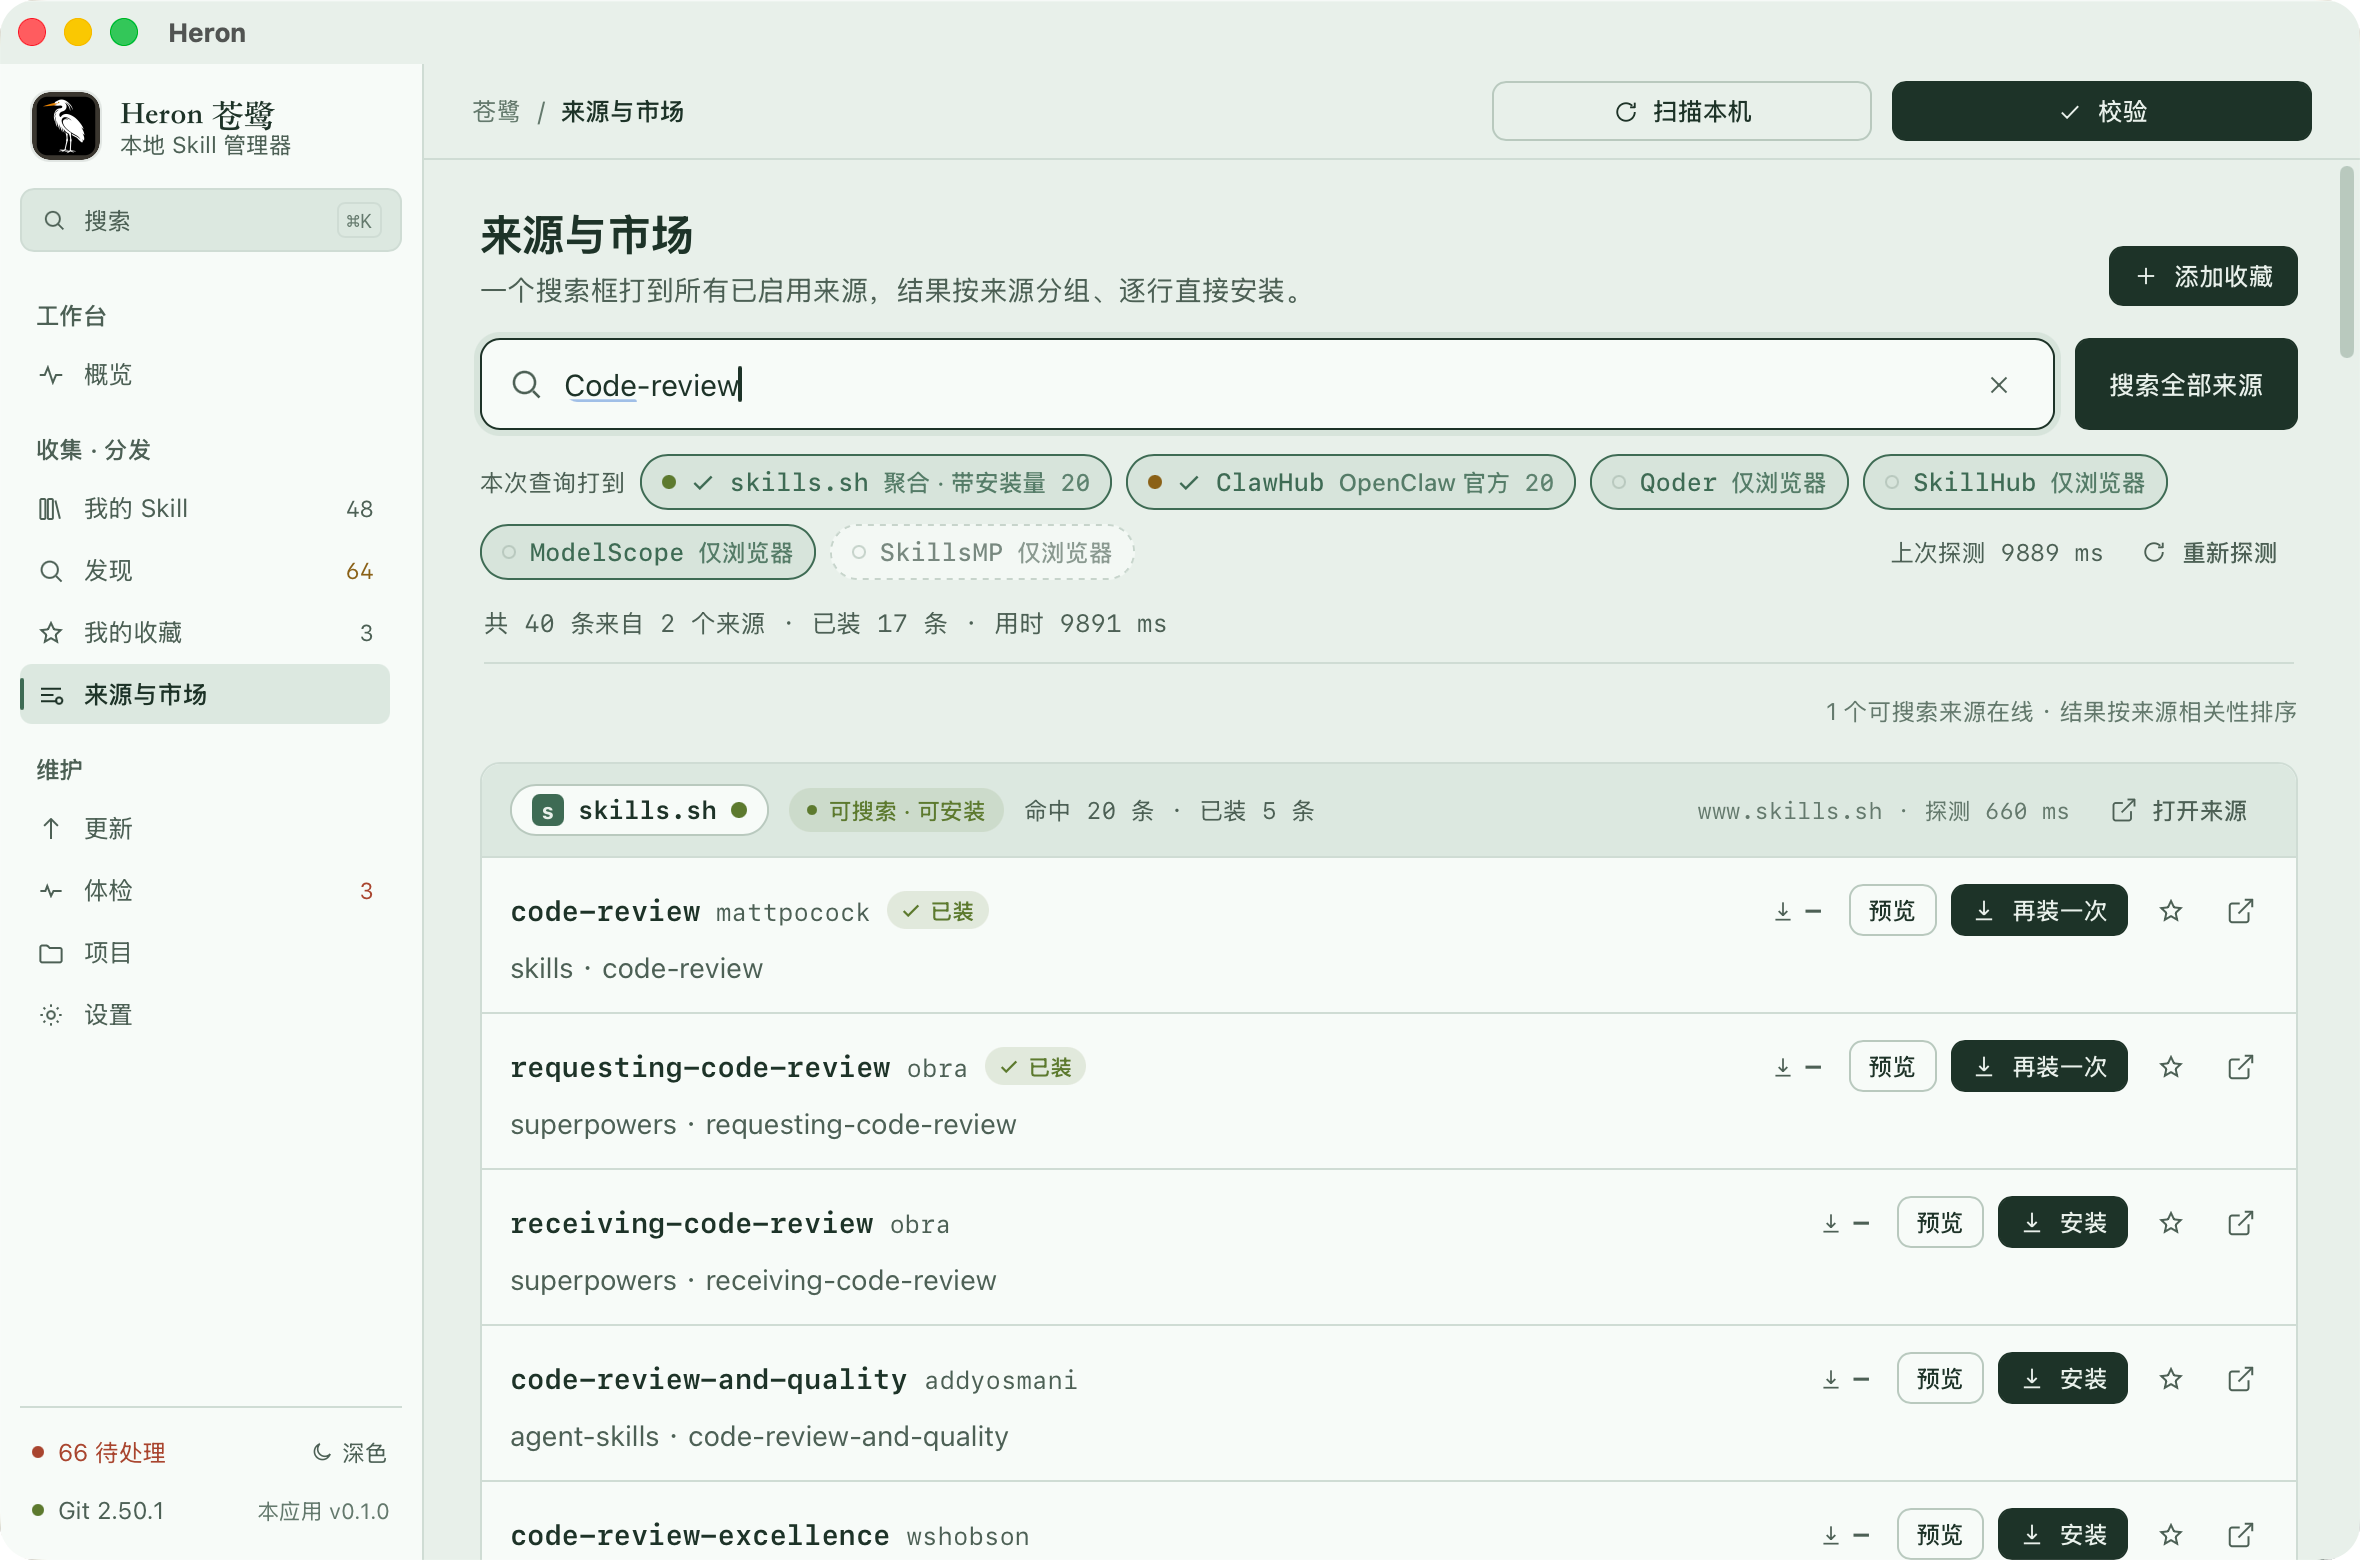 Heron
Heron 苍鹭
本地 Skill 管理器
搜索 ⌘K
工作台
概览
收集 · 分发
我的 Skill 48
发现 64
我的收藏 3
来源与市场
维护
更新
体检 3
项目
设置
66 待处理 深色
Git 2.50.1 本应用 v0.1.0
苍鹭 / 来源与市场 扫描本机 校验
来源与市场
一个搜索框打到所有已启用来源，结果按来源分组、逐行直接安装。
添加收藏
Code-review 搜索全部来源
本次查询打到 skills.sh 聚合 · 带安装量 20 ClawHub OpenClaw 官方 20 Qoder 仅浏览器 SkillHub 仅浏览器
ModelScope 仅浏览器 SkillsMP 仅浏览器 上次探测 9889 ms 重新探测
共 40 条来自 2 个来源 · 已装 17 条 · 用时 9891 ms
1 个可搜索来源在线 · 结果按来源相关性排序
s skills.sh 可搜索 · 可安装 命中 20 条 · 已装 5 条 www.skills.sh · 探测 660 ms 打开来源
code-review mattpocock 已装 — 预览 再装一次
skills · code-review
requesting-code-review obra 已装 — 预览 再装一次
superpowers · requesting-code-review
receiving-code-review obra — 预览 安装
superpowers · receiving-code-review
code-review-and-quality addyosmani — 预览 安装
agent-skills · code-review-and-quality
code-review-excellence wshobson — 预览 安装